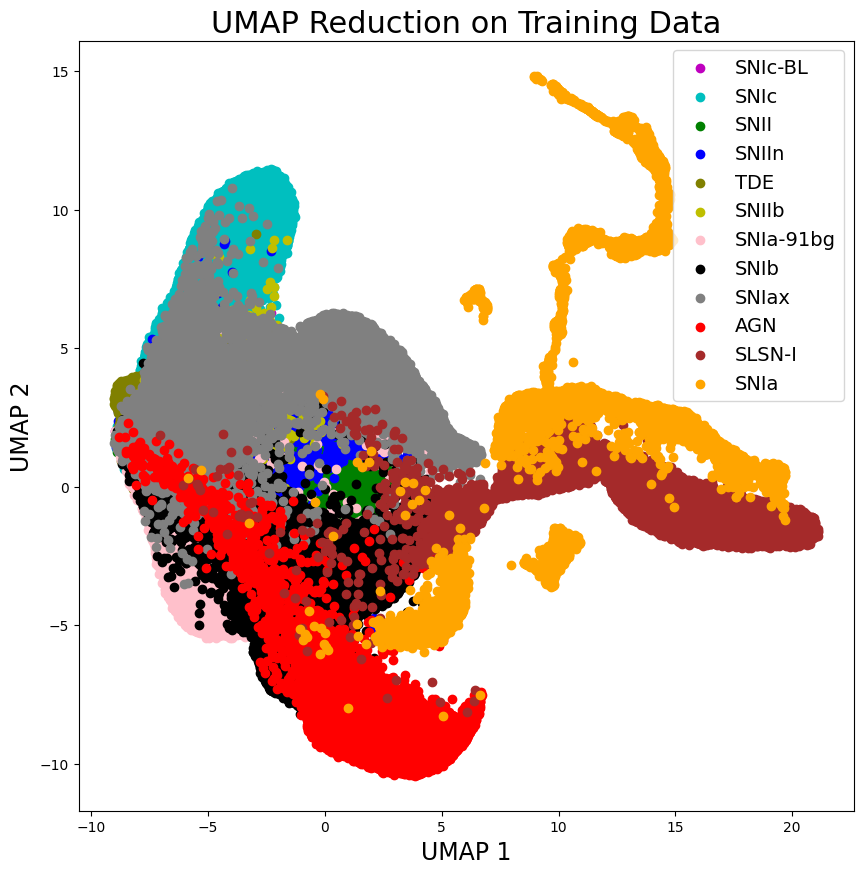 UMAP Reduction on Training Data
SNIc-BL
SNIc
SNII
SNIIn
TDE
SNIIb
SNIa-91bg
SNIb
SNIax
AGN
SLSN-I
SNIa
15
10
5
0
−5
−10
UMAP 2
−10 −5 0 5 10 15 20
UMAP 1